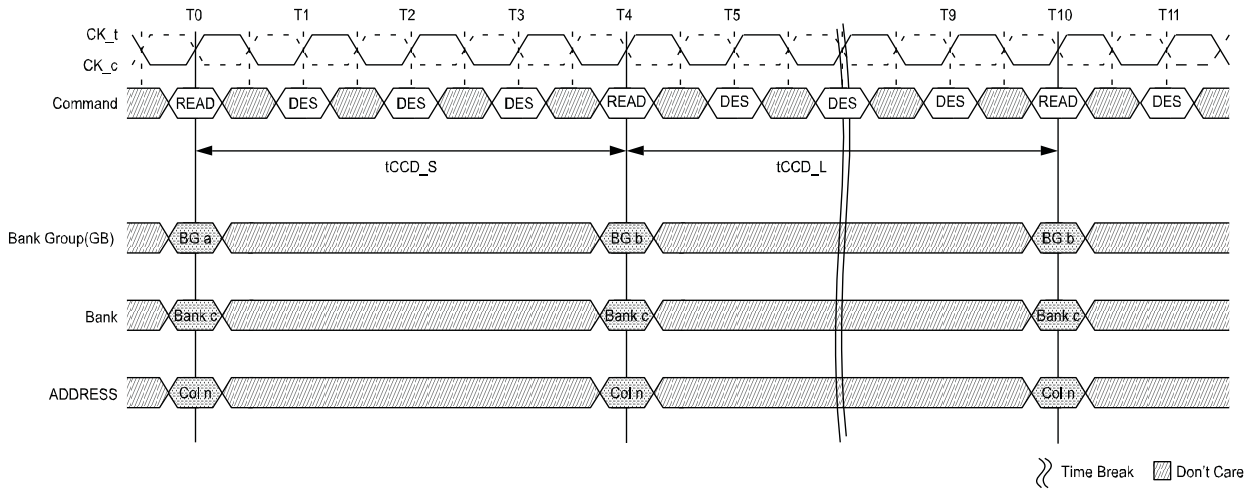 T0 T1 T2 T3 T4 T5 T9 T10 T11
CK_t
CK_c
Command READ DES DES DES READ DES DES DES READ DES
tCCD_S tCCD_L
Bank Group(GB) BG a BG b BG b
Bank Bank c Bank c Bank c
ADDRESS Col n Col n Col n
Time Break Don't Care